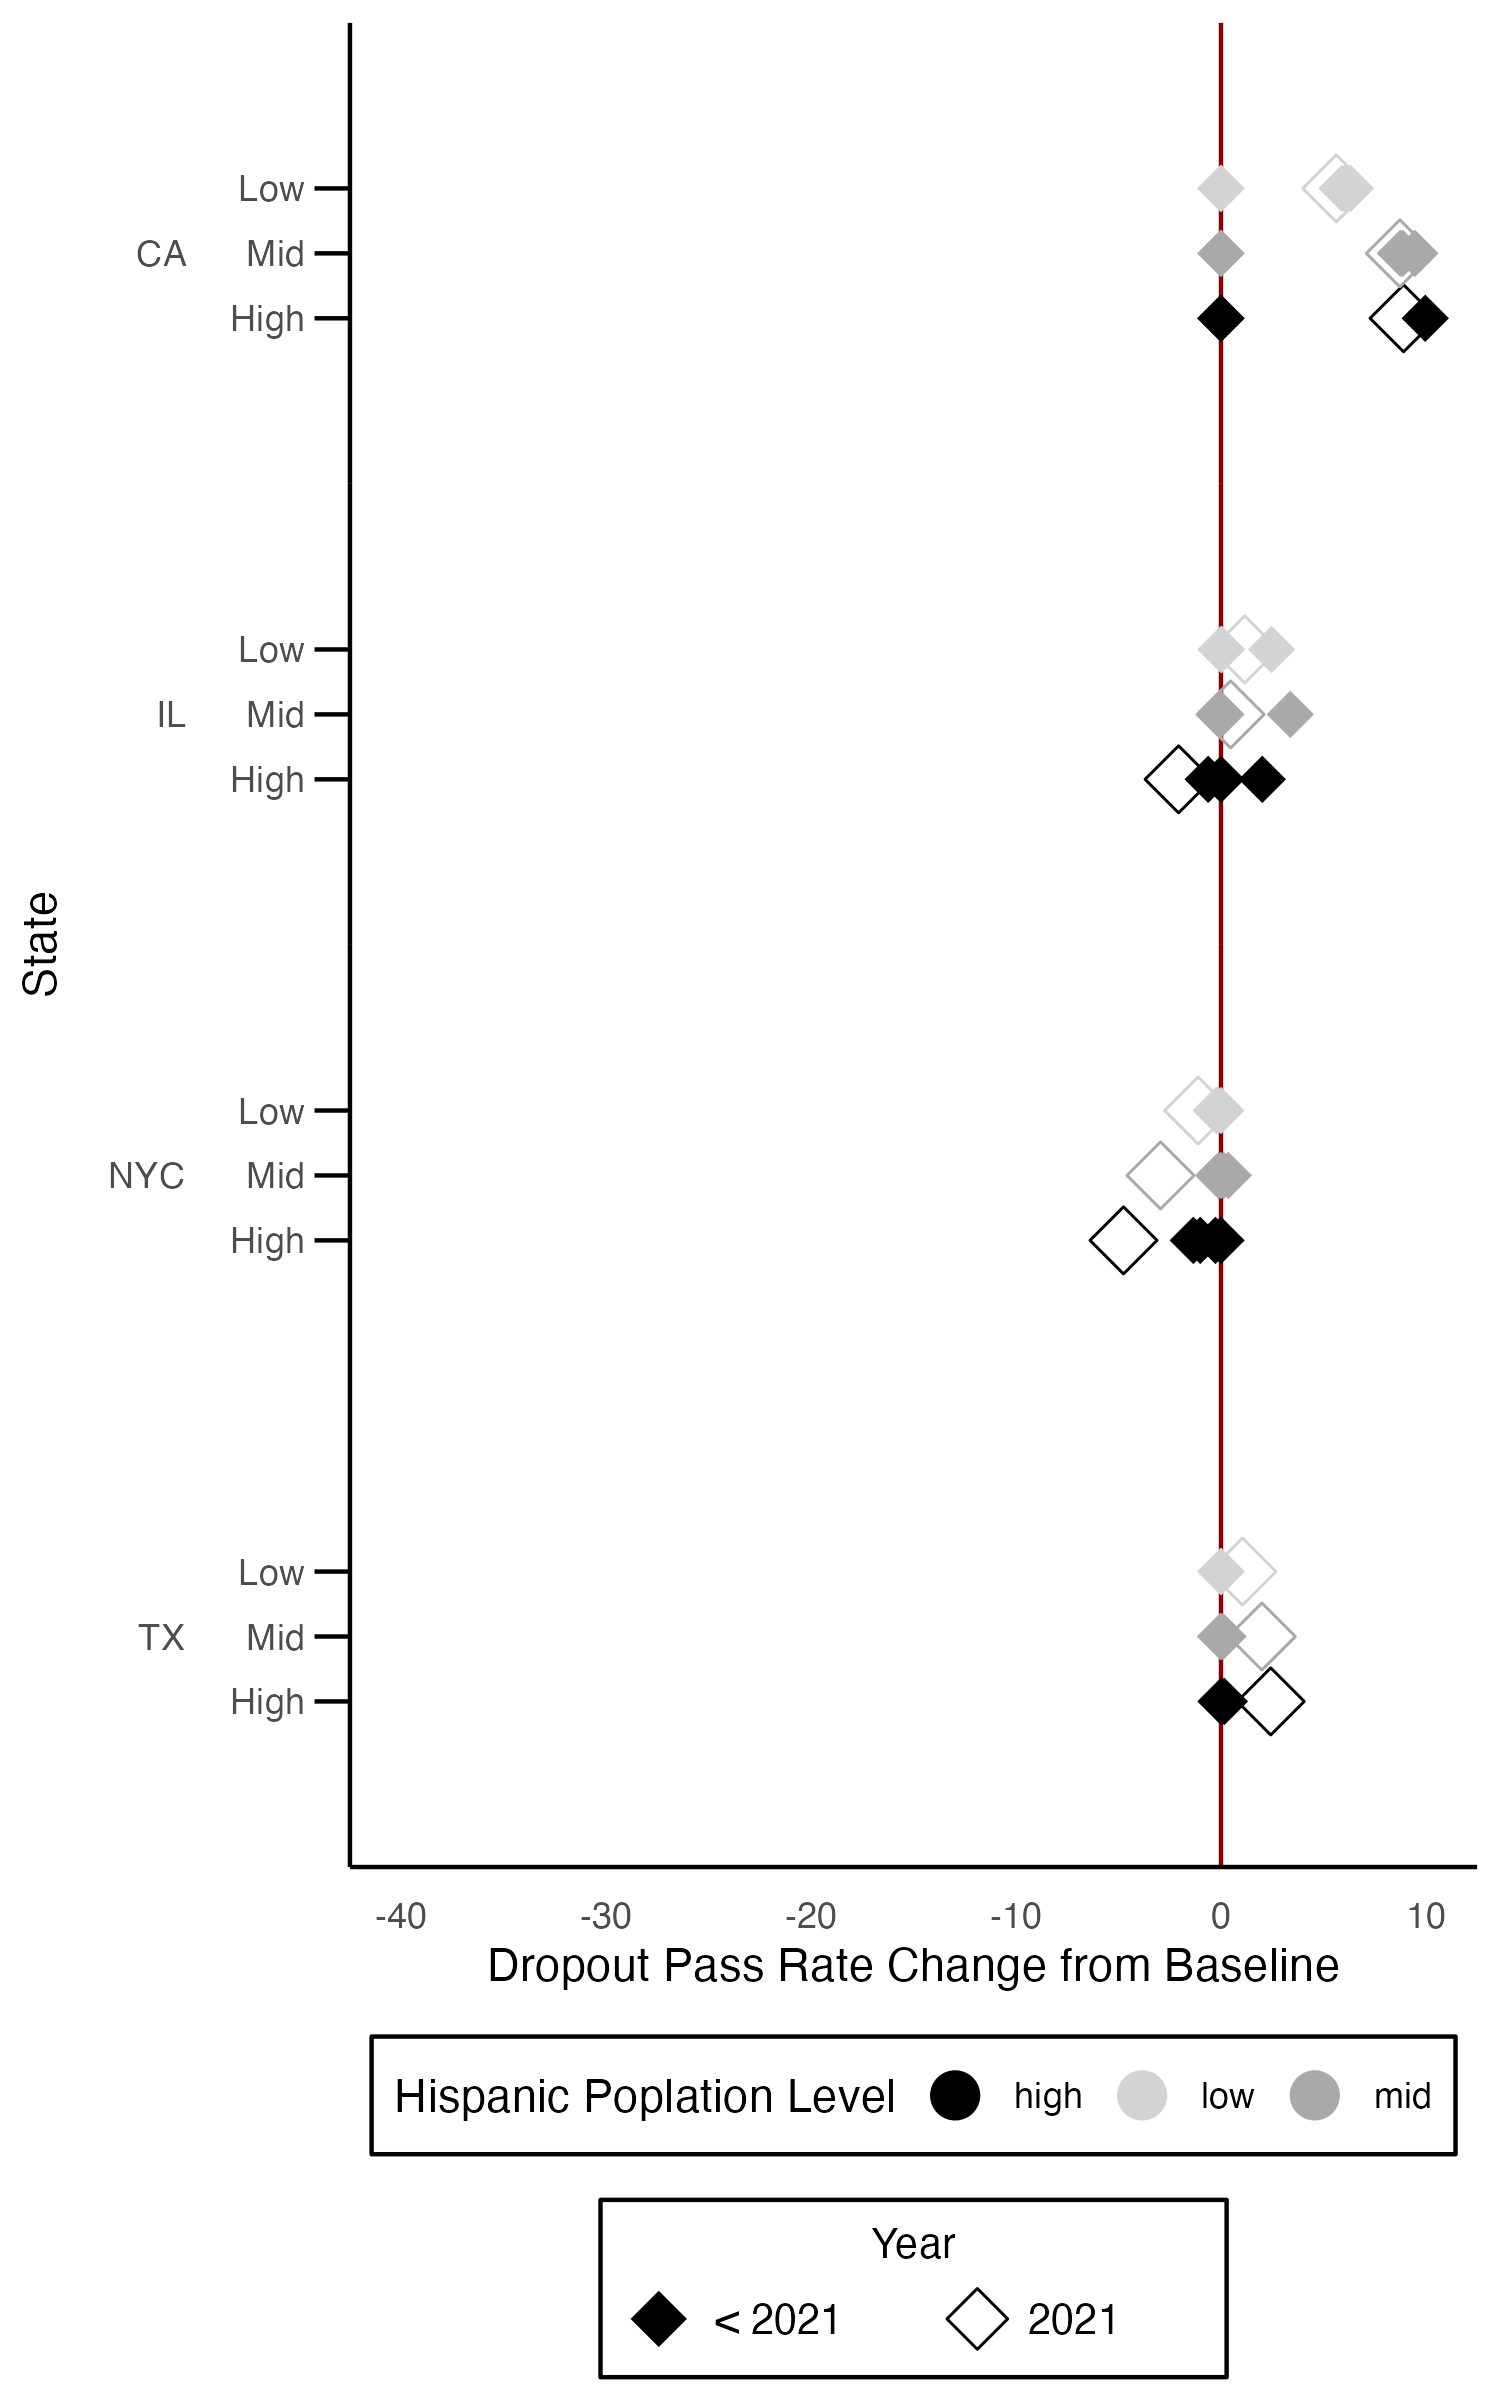 Low
CA Mid
High
Low
IL Mid
High
State
Low
NYC Mid
High
Low
TX Mid
High
-40 -30 -20 -10 0 10
Dropout Pass Rate Change from Baseline
Hispanic Poplation Level high low mid
Year
< 2021 2021